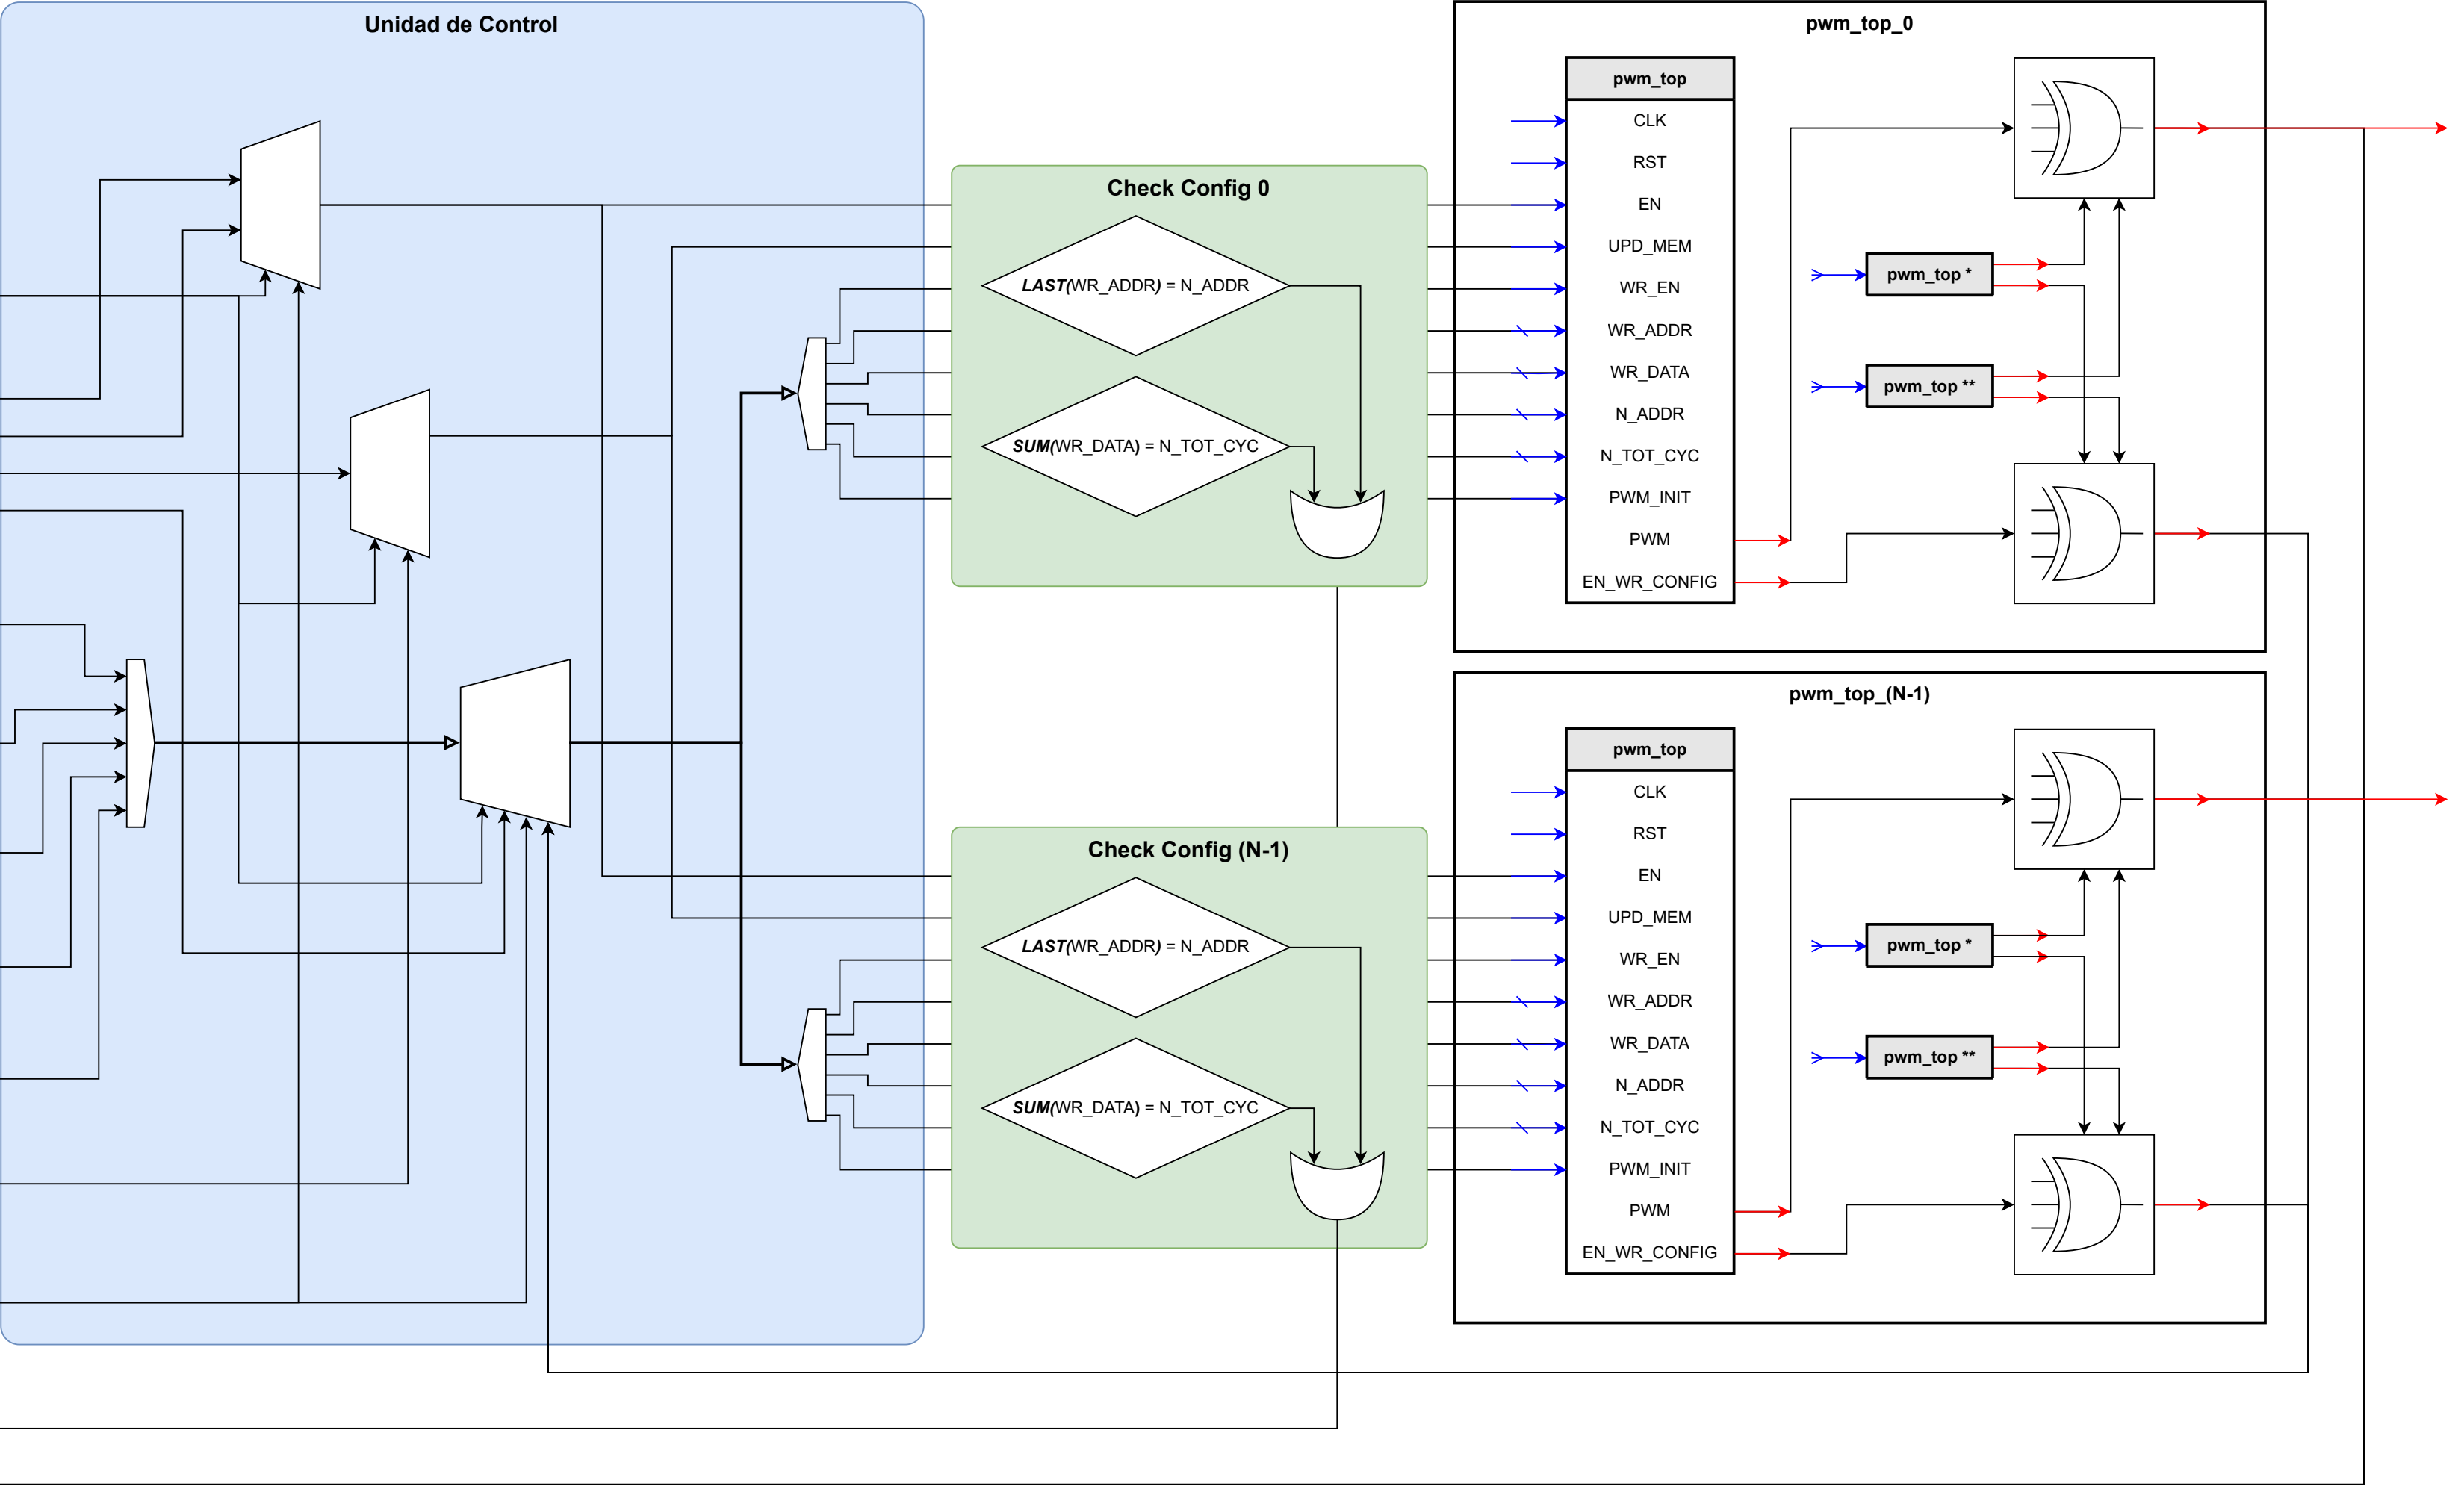 Unidad de Control
Check Config 0
LAST(WR_ADDR) = N_ADDR
SUM(WR_DATA) = N_TOT_CYC
pwm_top_0
pwm_top
CLK
RST
EN
UPD_MEM
WR_EN
WR_ADDR
WR_DATA
N_ADDR
N_TOT_CYC
PWM_INIT
PWM
EN_WR_CONFIG
pwm_top *
pwm_top **
Check Config (N-1)
LAST(WR_ADDR) = N_ADDR
SUM(WR_DATA) = N_TOT_CYC
pwm_top_(N-1)
pwm_top
CLK
RST
EN
UPD_MEM
WR_EN
WR_ADDR
WR_DATA
N_ADDR
N_TOT_CYC
PWM_INIT
PWM
EN_WR_CONFIG
pwm_top *
pwm_top **